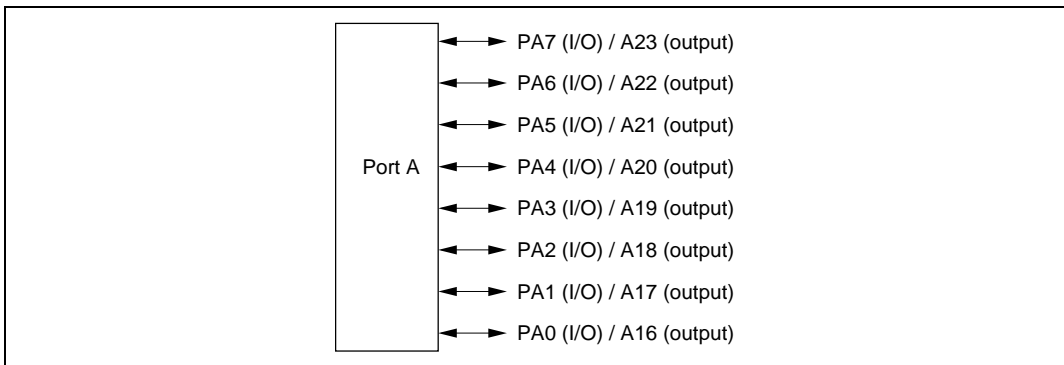 PA7 (I/O) / A23 (output)
PA6 (I/O) / A22 (output)
PA5 (I/O) / A21 (output)
Port A
PA4 (I/O) / A20 (output)
PA3 (I/O) / A19 (output)
PA2 (I/O) / A18 (output)
PA1 (I/O) / A17 (output)
PA0 (I/O) / A16 (output)